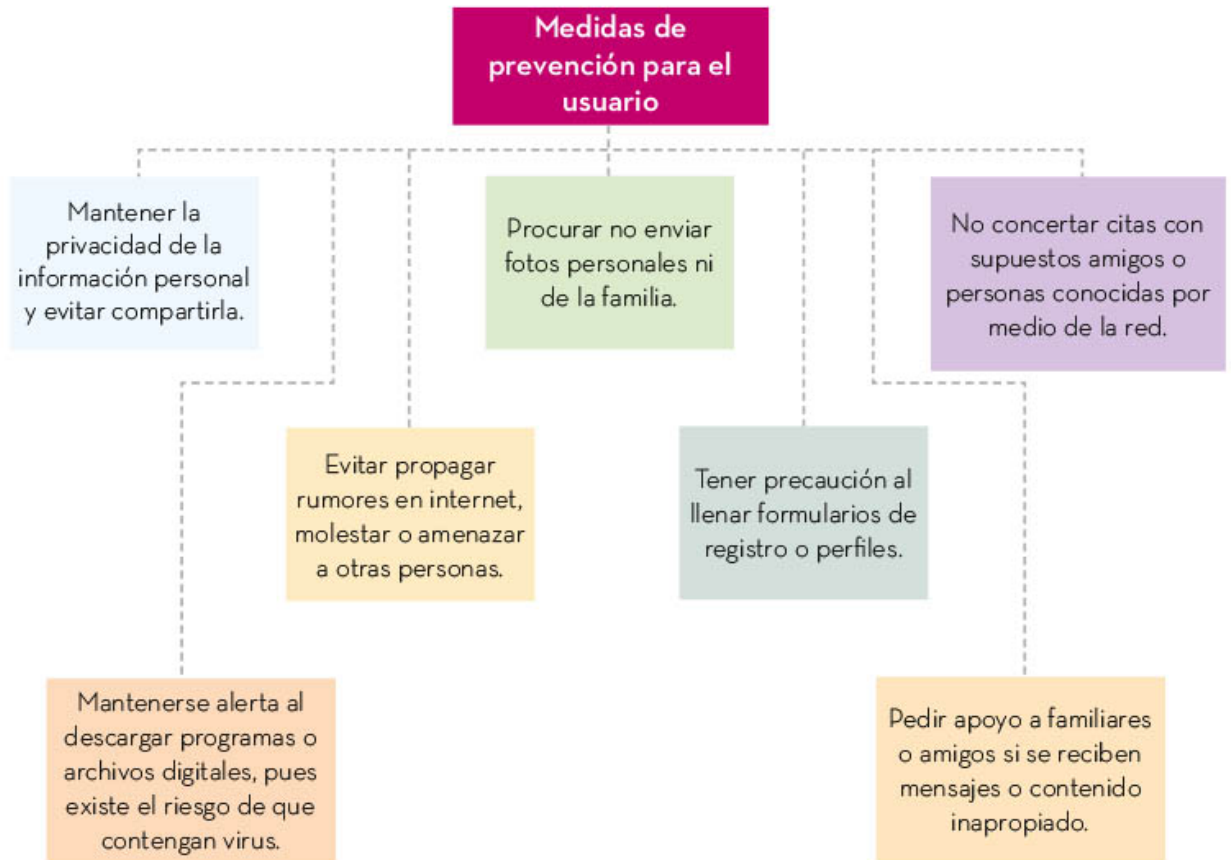 Medidas de
prevención para el
usuario
Mantener la
privacidad de la
información personal
y evitar compartirla.
Procurar no enviar
fotos personales ni
de la familia.
No concertar citas con
supuestos amigos o
personas conocidas por
medio de la red.
Evitar propagar
rumores en internet,
molestar o amenazar
a otras personas.
Tener precaución al
llenar formularios de
registro o perfiles.
Mantenerse alerta al
descargar programas o
archivos digitales, pues
existe el riesgo de que
contengan virus.
Pedir apoyo a familiares
o amigos si se reciben
mensajes o contenido
inapropiado.